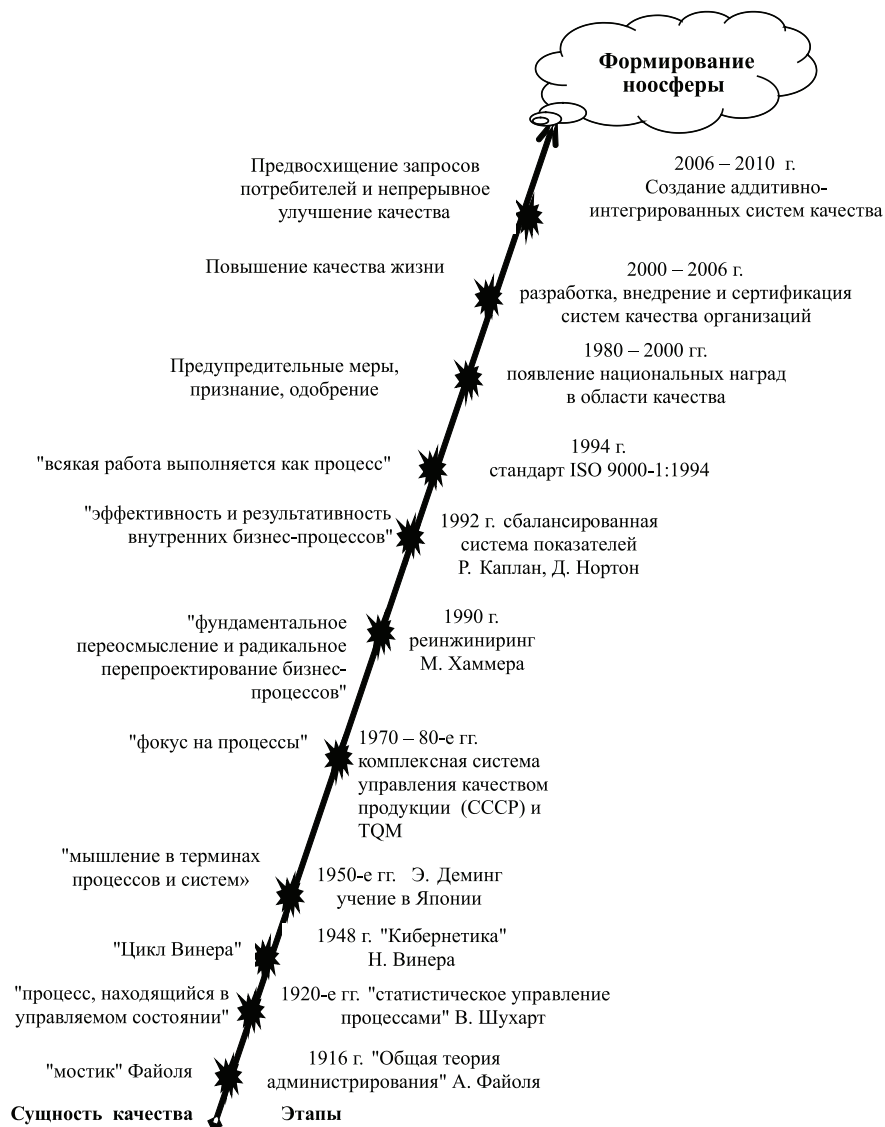 Формирование
ноосферы
Предвосхищение запросов
потребителей и непрерывное
улучшение качества
2006 – 2010 г.
Создание аддитивно-
интегрированных систем качества
Повышение качества жизни
2000 – 2006 г.
разработка, внедрение и сертификация
систем качества организаций
Предупредительные меры,
признание, одобрение
1980 – 2000 гг.
появление национальных наград
в области качества
"всякая работа выполняется как процесс"
1994 г.
стандарт ISO 9000-1:1994
"эффективность и результативность
внутренних бизнес-процессов"
1992 г. сбалансированная
система показателей
Р. Каплан, Д. Нортон
"фундаментальное
переосмысление и радикальное
перепроектирование бизнес-
процессов"
1990 г.
реинжиниринг
М. Хаммера
"фокус на процессы"
1970 – 80-е гг.
комплексная система
управления качеством
продукции (СССР) и
TQM
"мышление в терминах
процессов и систем»
1950-е гг. Э. Деминг
учение в Японии
"Цикл Винера"
1948 г. "Кибернетика"
Н. Винера
"процесс, находящийся в
управляемом состоянии"
1920-е гг. "статистическое управление
процессами" В. Шухарт
"мостик" Файоля
1916 г. "Общая теория
администрирования" А. Файоля
Сущность качества
Этапы